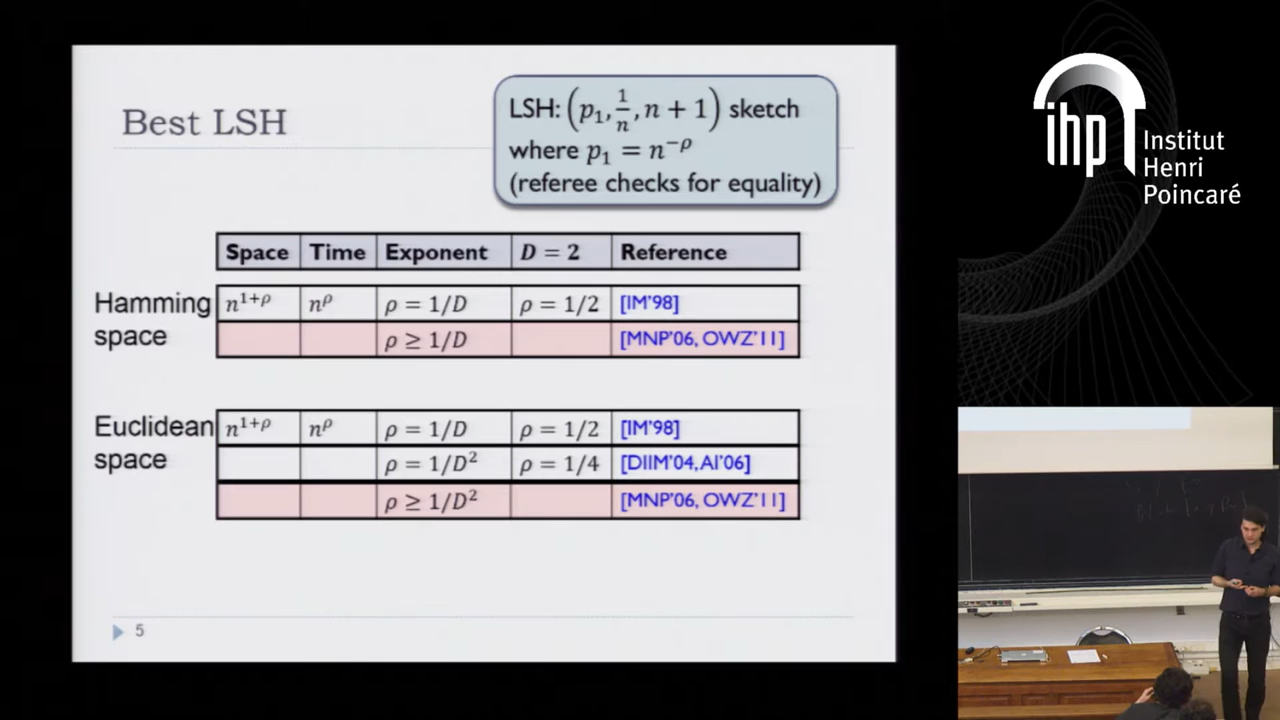 Best LSH
LSH: (p₁, 1/n, n + 1) sketch
where p₁ = n^{-ρ}
(referee checks for equality)
Space Time Exponent D = 2 Reference
Hamming space
n^{1+ρ} n^ρ ρ = 1/D ρ = 1/2 [IM'98]
ρ ≥ 1/D [MNP'06, OWZ'11]
Euclidean space
n^{1+ρ} n^ρ ρ = 1/D ρ = 1/2 [IM'98]
ρ = 1/D² ρ = 1/4 [DIIM'04, AI'06]
ρ ≥ 1/D² [MNP'06, OWZ'11]
5
ihp
Institut
Henri
Poincaré